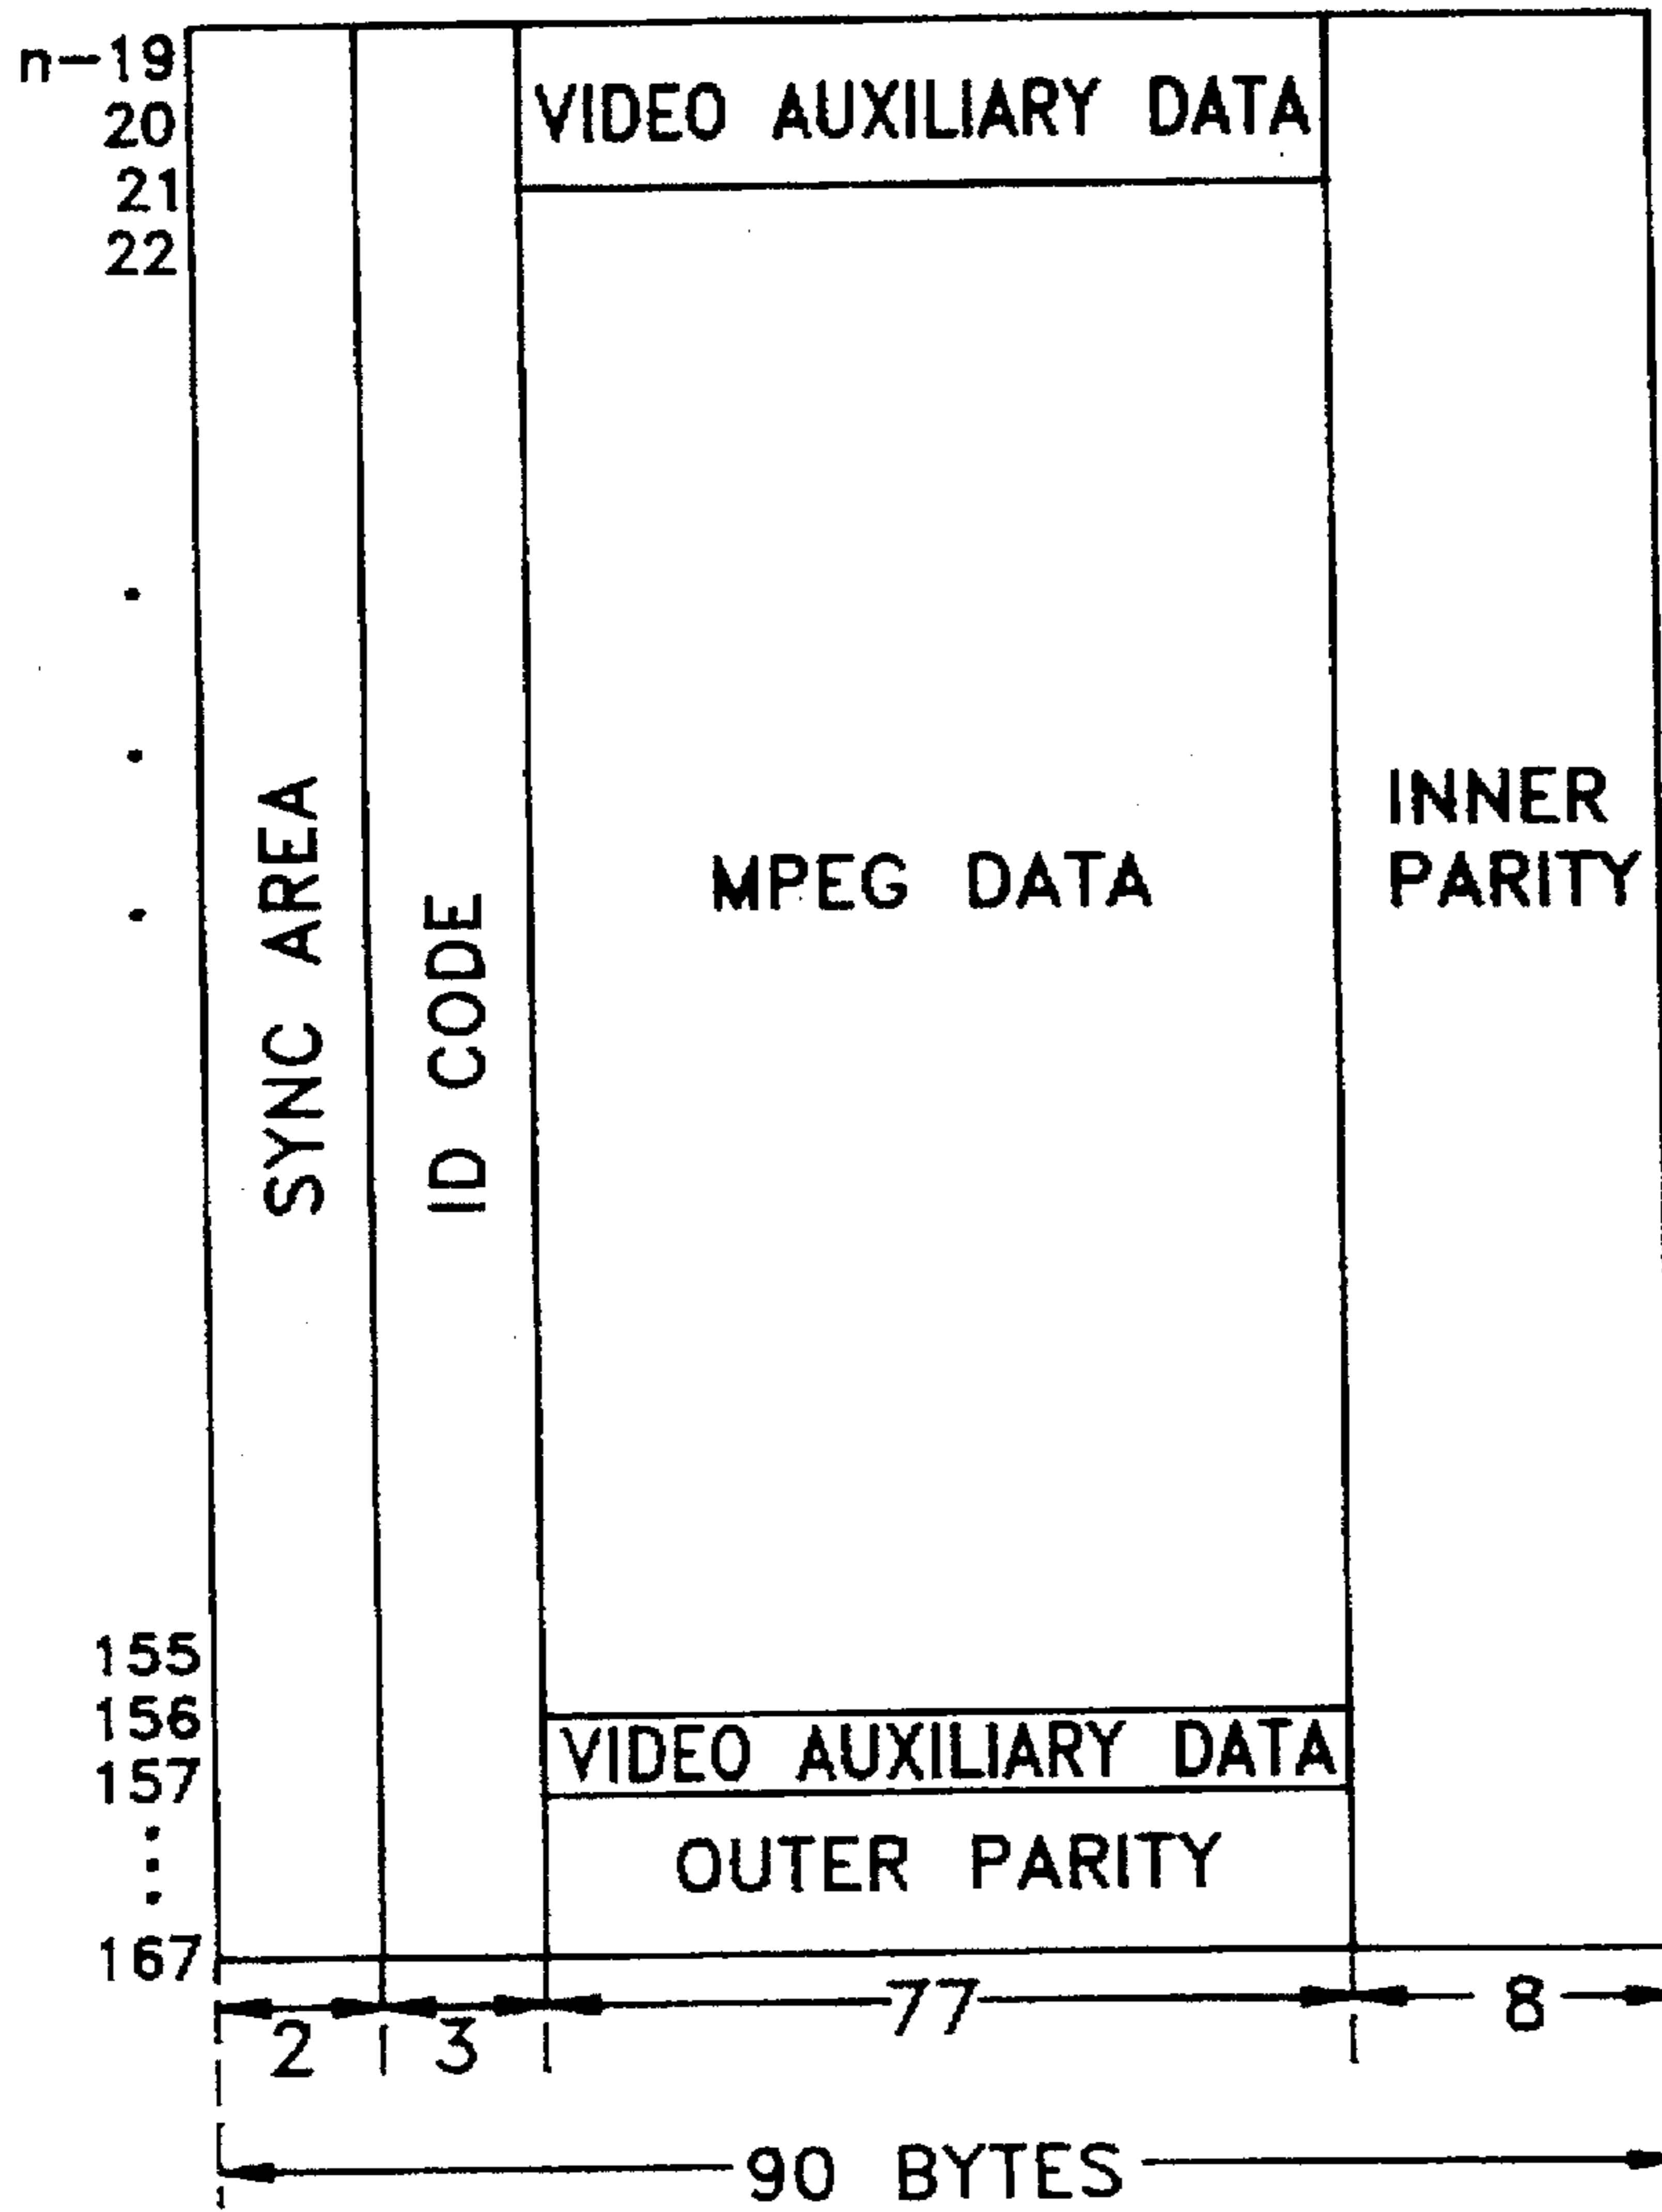 n-19
20
21
22
VIDEO AUXILIARY DATA
SYNC AREA
ID CODE
MPEG DATA
INNER
PARITY
155
156
157
167
VIDEO AUXILIARY DATA
OUTER PARITY
2
3
77
8
90 BYTES